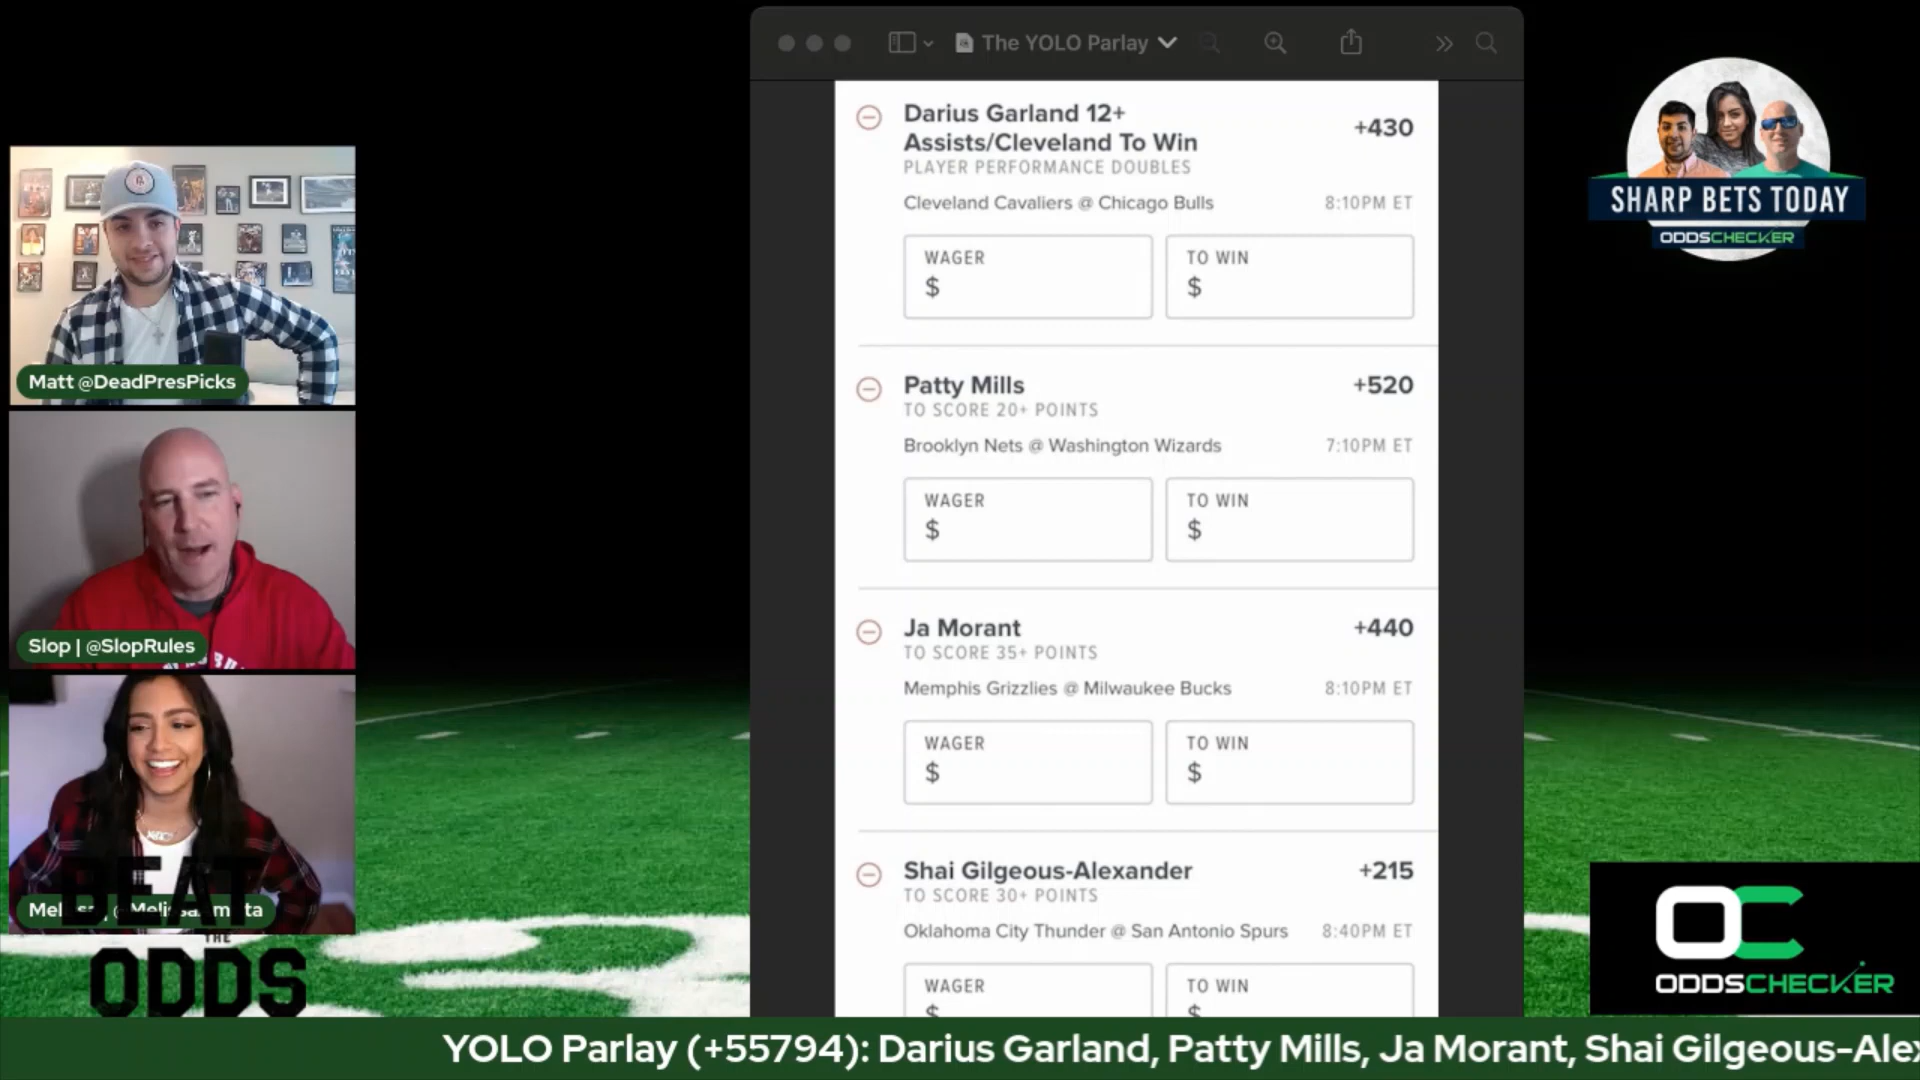 The YOLO Parlay
Darius Garland 12+
Assists/Cleveland To Win
+430
PLAYER PERFORMANCE DOUBLES
Cleveland Cavaliers @ Chicago Bulls
8:10PM ET
WAGER
TO WIN
$
$
Patty Mills
+520
TO SCORE 20+ POINTS
Brooklyn Nets @ Washington Wizards
7:10PM ET
WAGER
TO WIN
$
$
Ja Morant
+440
TO SCORE 35+ POINTS
Memphis Grizzlies @ Milwaukee Bucks
8:10PM ET
WAGER
TO WIN
$
$
Shai Gilgeous-Alexander
+215
TO SCORE 30+ POINTS
Oklahoma City Thunder @ San Antonio Spurs
8:40PM ET
WAGER
TO WIN
$
$
Matt @DeadPresPicks
Slop | @SlopRules
BEAT
THE
ODDS
SHARP BETS TODAY
ODDSCHECKER
OC
ODDSCHECKER
YOLO Parlay (+55794): Darius Garland, Patty Mills, Ja Morant, Shai Gilgeous-Alex